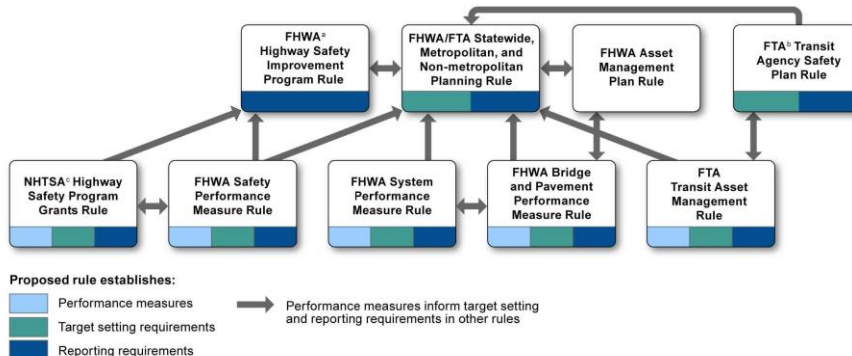 FHWAª
Highway Safety
Improvement
Program Rule
FHWA/FTA Statewide,
Metropolitan, and
Non-metropolitan
Planning Rule
FHWA Asset
Management
Plan Rule
FTAᵇ Transit
Agency Safety
Plan Rule
NHTSAᶜ Highway
Safety Program
Grants Rule
FHWA Safety
Performance
Measure Rule
FHWA System
Performance
Measure Rule
FHWA Bridge
and Pavement
Performance
Measure Rule
FTA
Transit Asset
Management
Rule
Proposed rule establishes:
Performance measures
Target setting requirements
Reporting requirements
Performance measures inform target setting
and reporting requirements in other rules